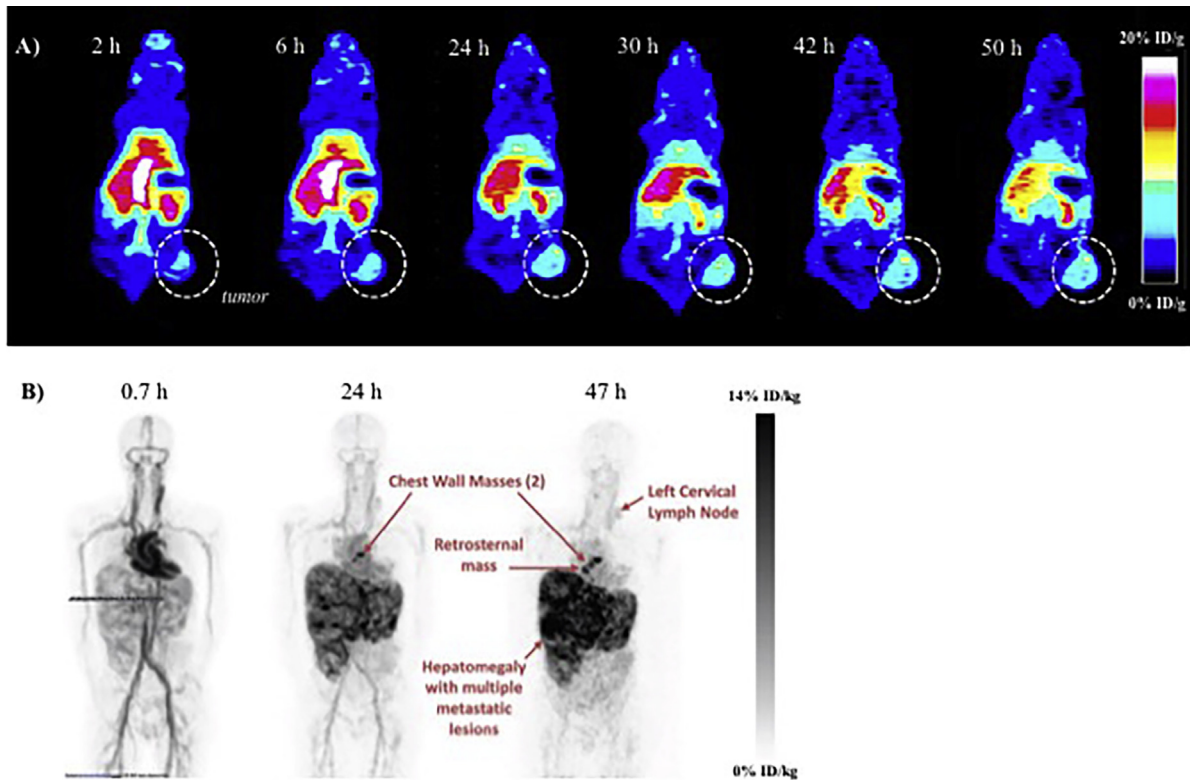 A)
2 h
6 h
24 h
30 h
42 h
50 h
20% ID/g
tumor
0% ID/g
B)
0.7 h
24 h
47 h
14% ID/kg
Chest Wall Masses (2)
Left Cervical
Lymph Node
Retrosternal
mass
Hepatomegaly
with multiple
metastatic
lesions
0% ID/kg